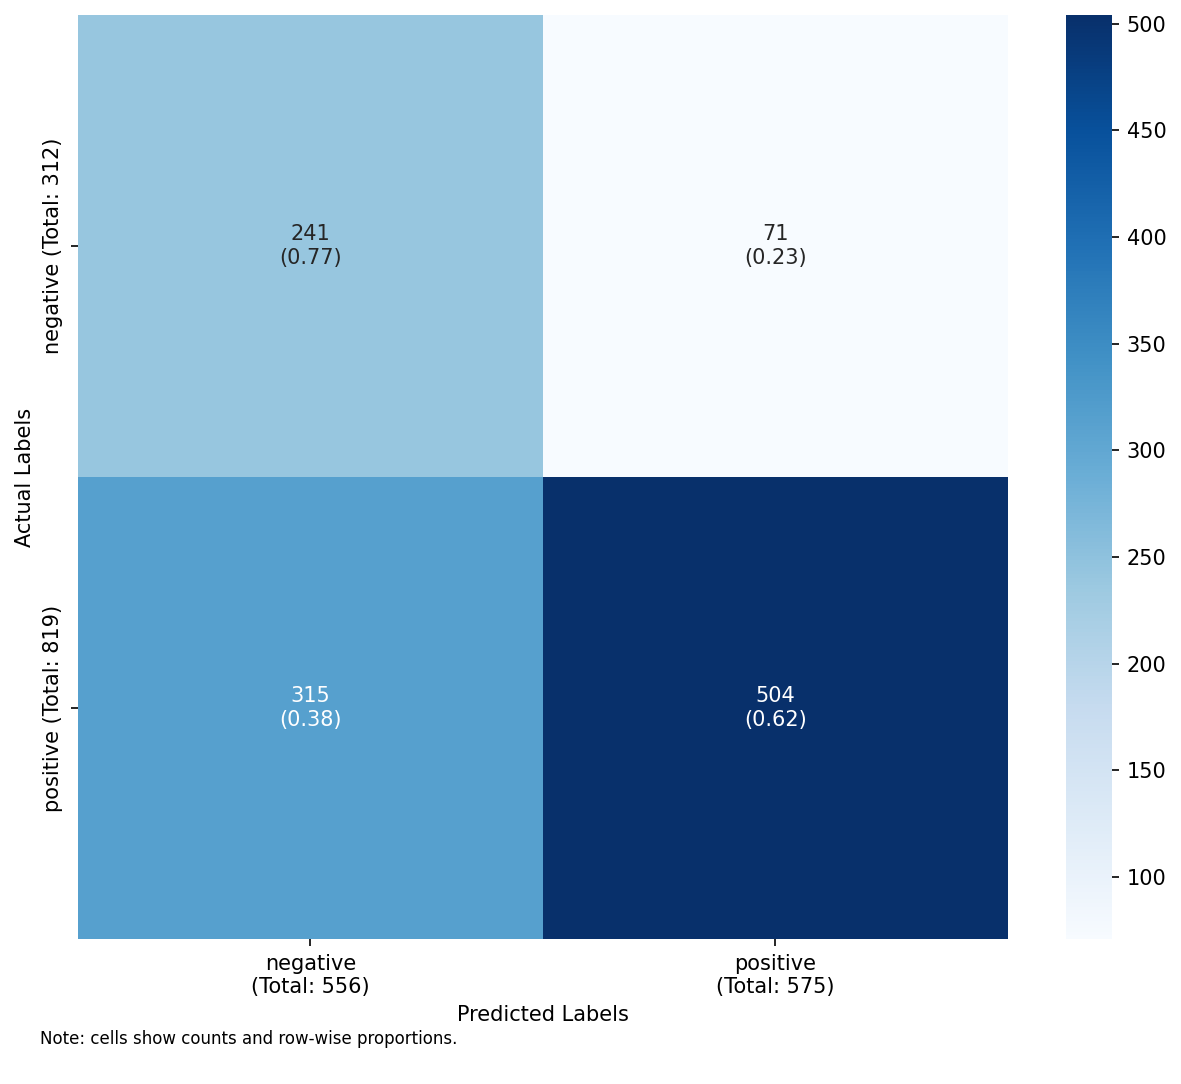 Actual Labels
negative (Total: 312)
positive (Total: 819)
241
(0.77)
71
(0.23)
315
(0.38)
504
(0.62)
negative
(Total: 556)
positive
(Total: 575)
Predicted Labels
Note: cells show counts and row-wise proportions.
500
450
400
350
300
250
200
150
100